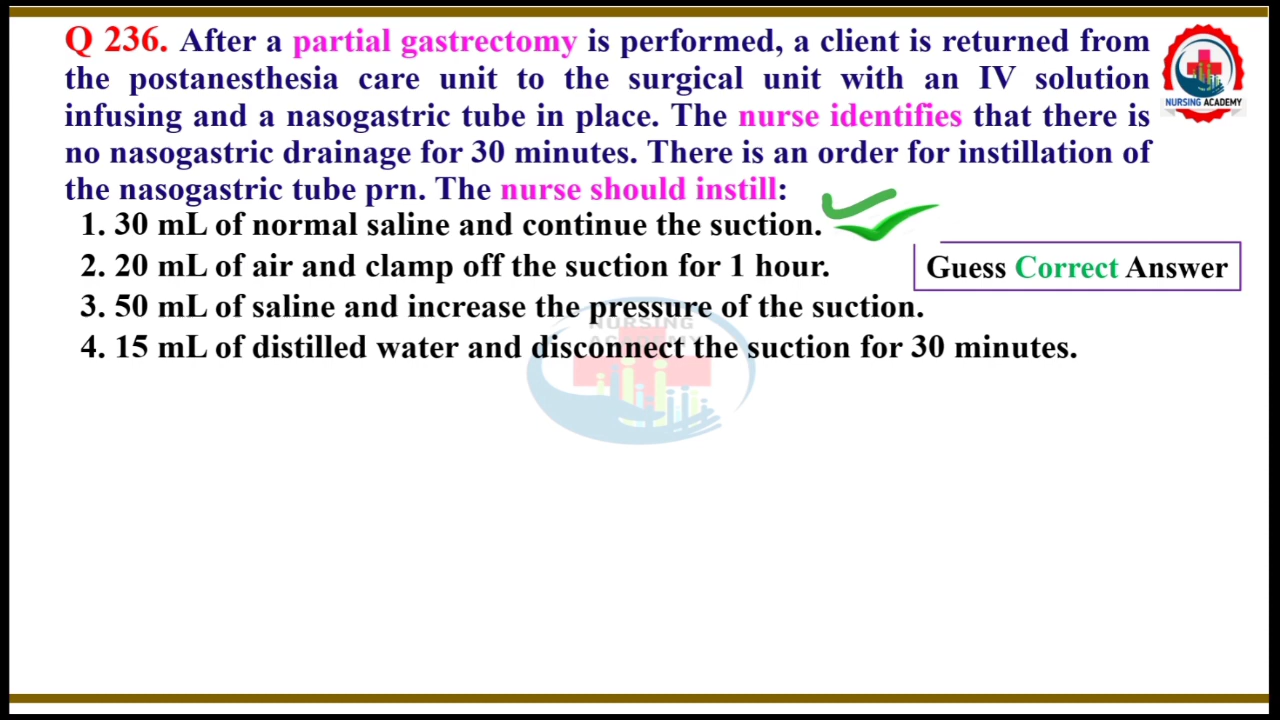 Q 236. After a partial gastrectomy is performed, a client is returned from
the postanesthesia care unit to the surgical unit with an IV solution
infusing and a nasogastric tube in place. The nurse identifies that there is
no nasogastric drainage for 30 minutes. There is an order for instillation of
the nasogastric tube prn. The nurse should instill:
NURSING ACADEMY
1. 30 mL of normal saline and continue the suction.
2. 20 mL of air and clamp off the suction for 1 hour.
Guess Correct Answer
3. 50 mL of saline and increase the pressure of the suction.
4. 15 mL of distilled water and disconnect the suction for 30 minutes.
NURSING
ACADEMY